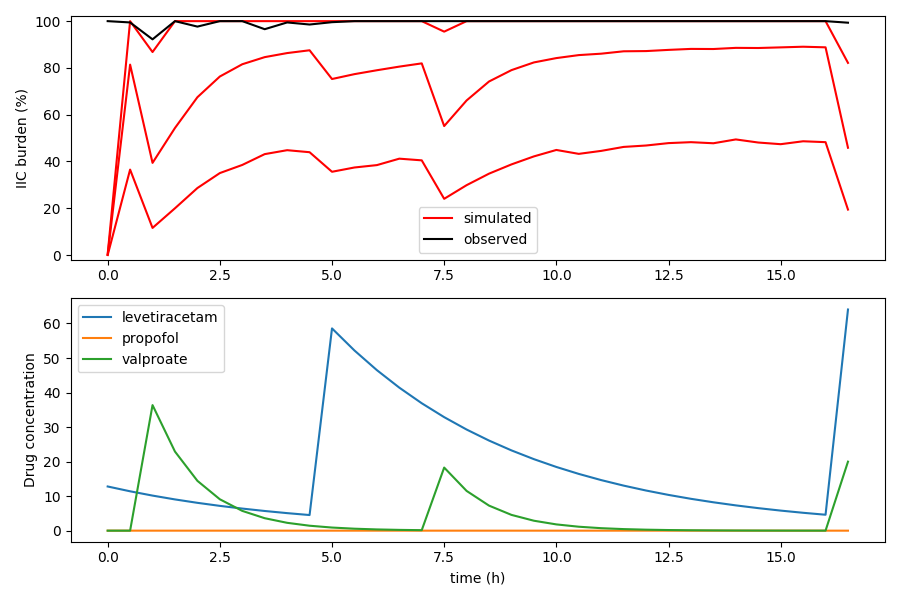 100
80
60
40
20
0
IIC burden (%)
simulated
observed
0.0 2.5 5.0 7.5 10.0 12.5 15.0
levetiracetam
propofol
valproate
60
50
40
30
20
10
0
Drug concentration
0.0 2.5 5.0 7.5 10.0 12.5 15.0
time (h)